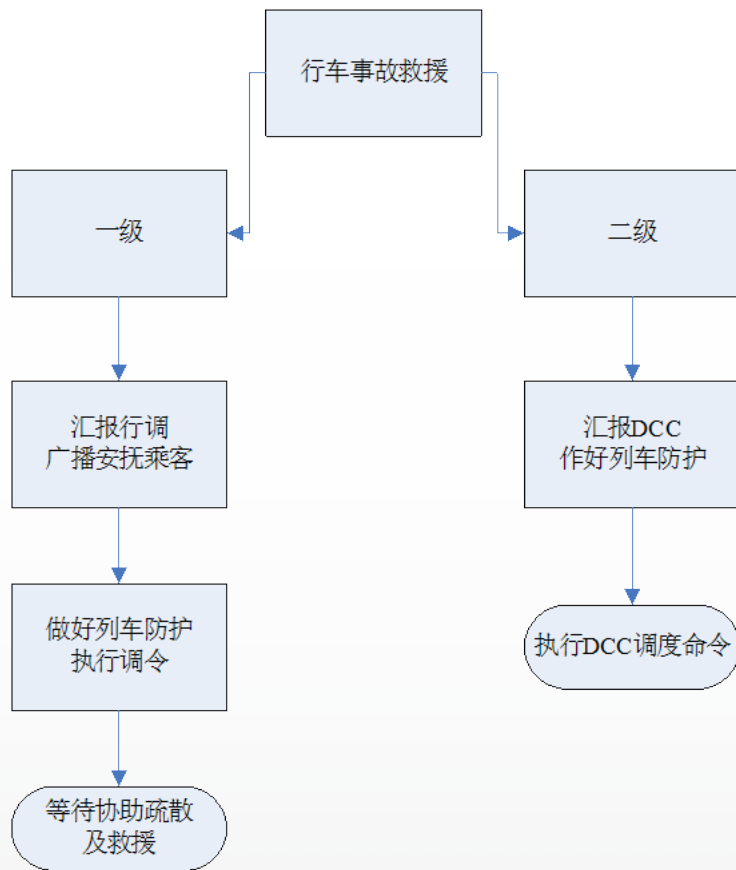 行车事故救援
一级
二级
汇报行调
广播安抚乘客
汇报DCC
作好列车防护
做好列车防护
执行调令
执行DCC调度命令
等待协助疏散
及救援